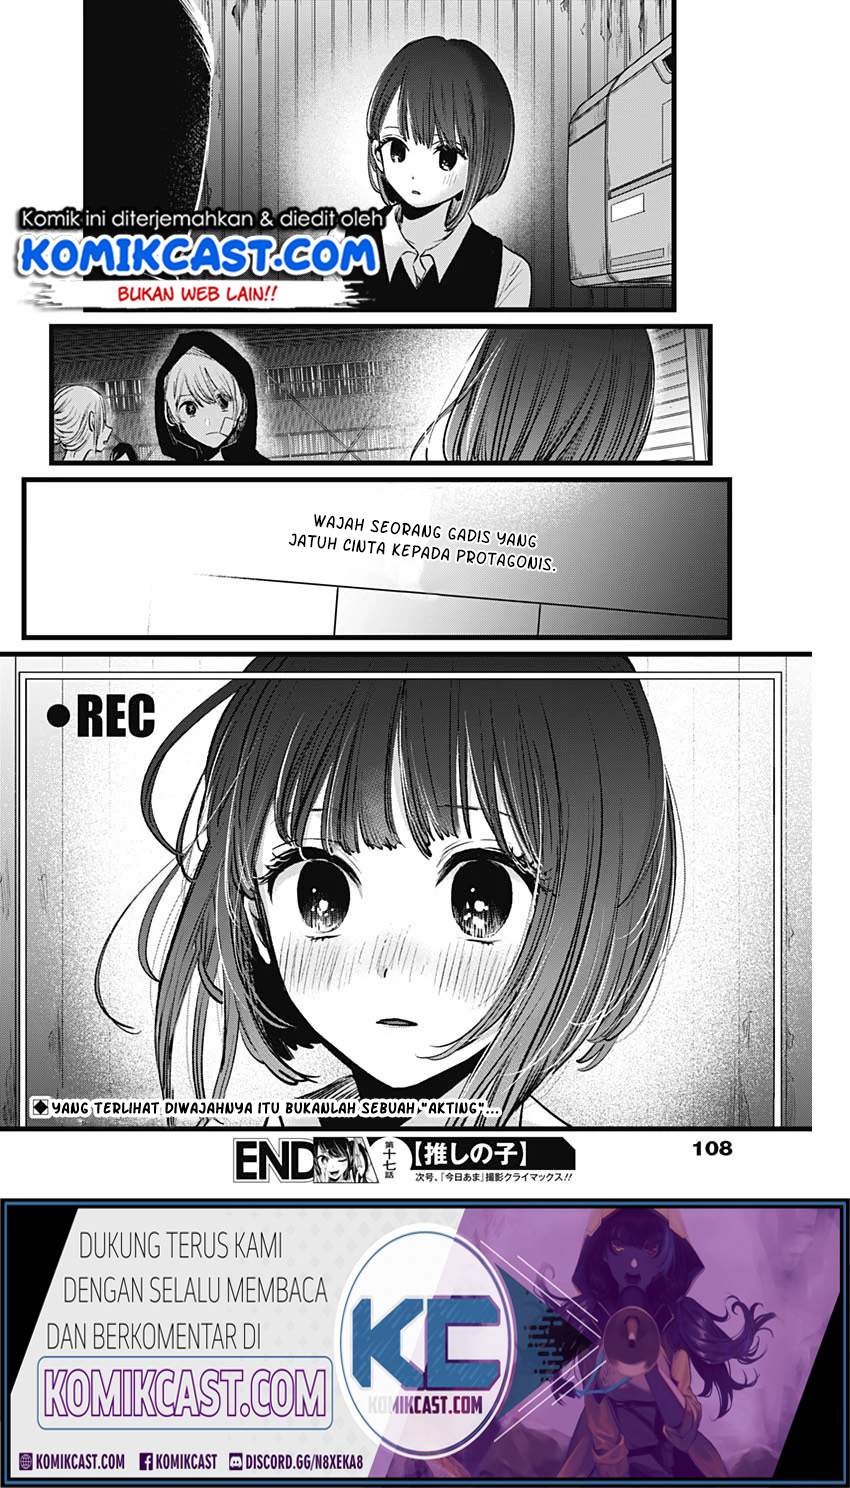 Komik ini diterjemahkan & diedit oleh
KOMIKCAST.COM
BUKAN WEB LAIN!!
WAJAH SEORANG GADIS YANG
JATUH CINTA KEPADA PROTAGONIS.
●REC
YANG TERLIHAT DIWAJAHNYA ITU BUKANLAH SEBUAH "AKTING"...
END
第十七話
【推しの子】
次号、『今日あま』撮影クライマックス!!
108
DUKUNG TERUS KAMI
DENGAN SELALU MEMBACA
DAN BERKOMENTAR DI
KOMIKCAST.COM
KC
KOMIKCAST.COM
KOMIKCAST.COM KOMIKCAST DISCORD.GG/N8XEKA8